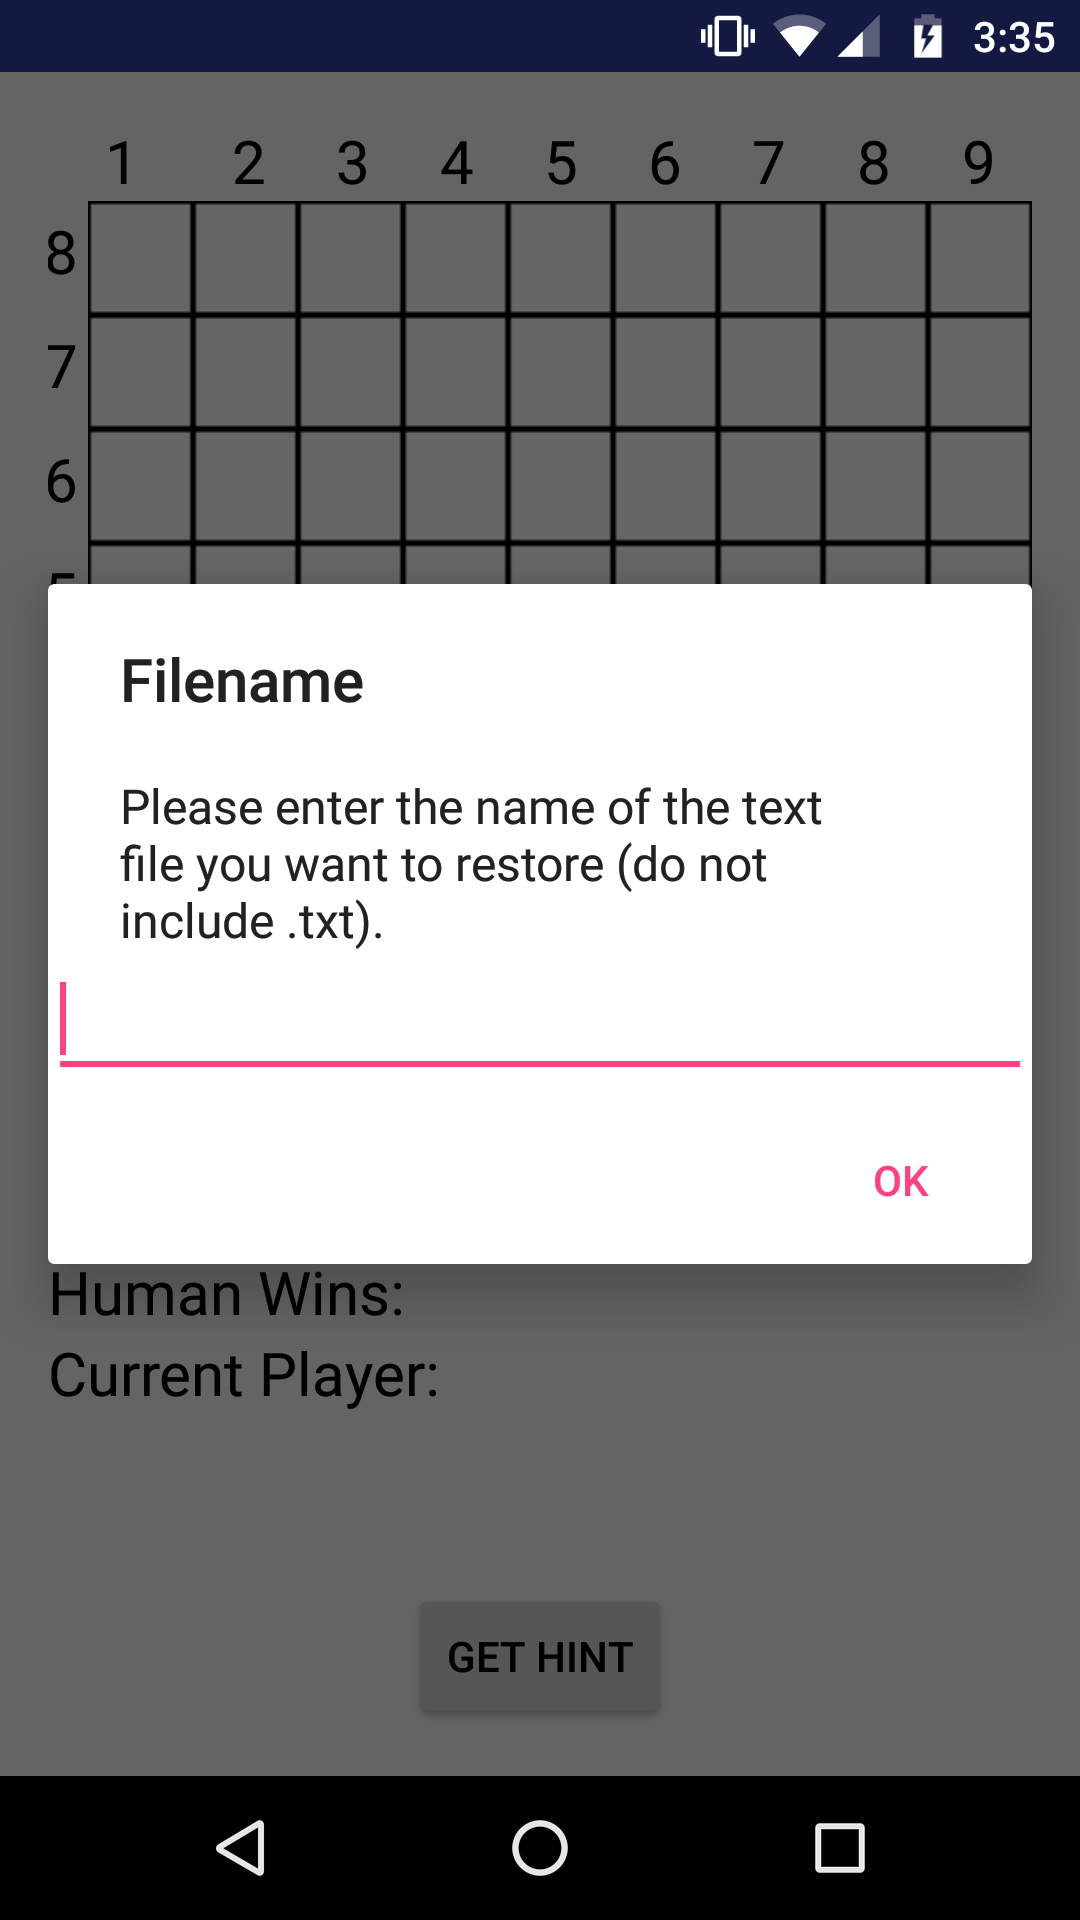 3:35
1 2 3 4 5 6 7 8 9
8
7
6
5
Filename
Please enter the name of the text
file you want to restore (do not
include .txt).
OK
Human Wins:
Current Player:
GET HINT